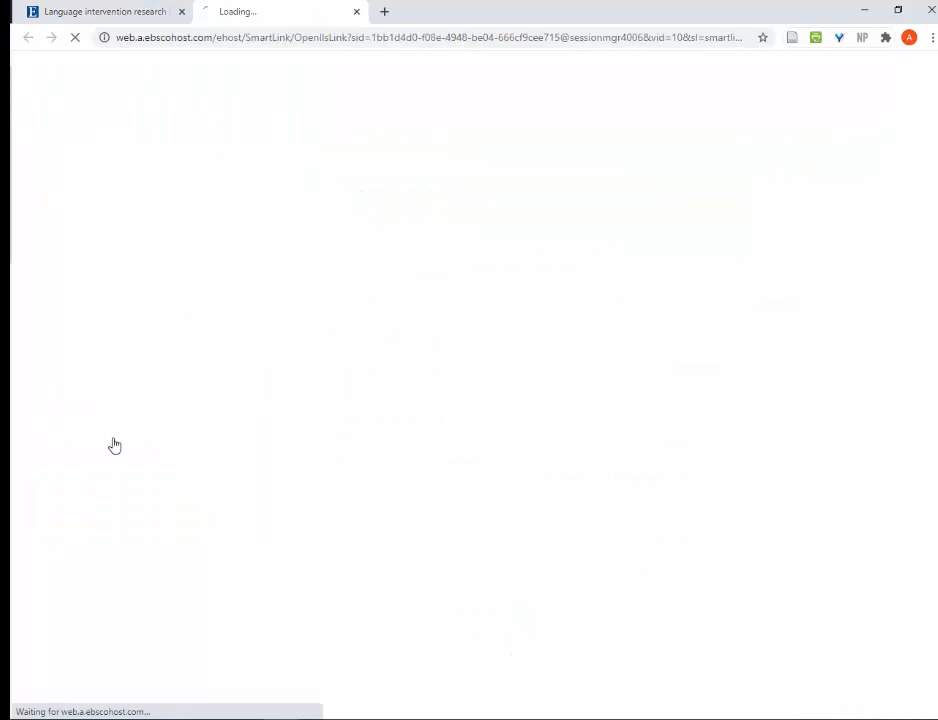 E Language intervention research
Loading...
web.a.ebscohost.com/ehost/SmartLink/OpenIlsLink?sid=1bb1d4d0-f08e-4948-be04-666cf9cee715@sessionmgr4006&vid=10&sl=smartli...
NP
A
Waiting for web.a.ebscohost.com...